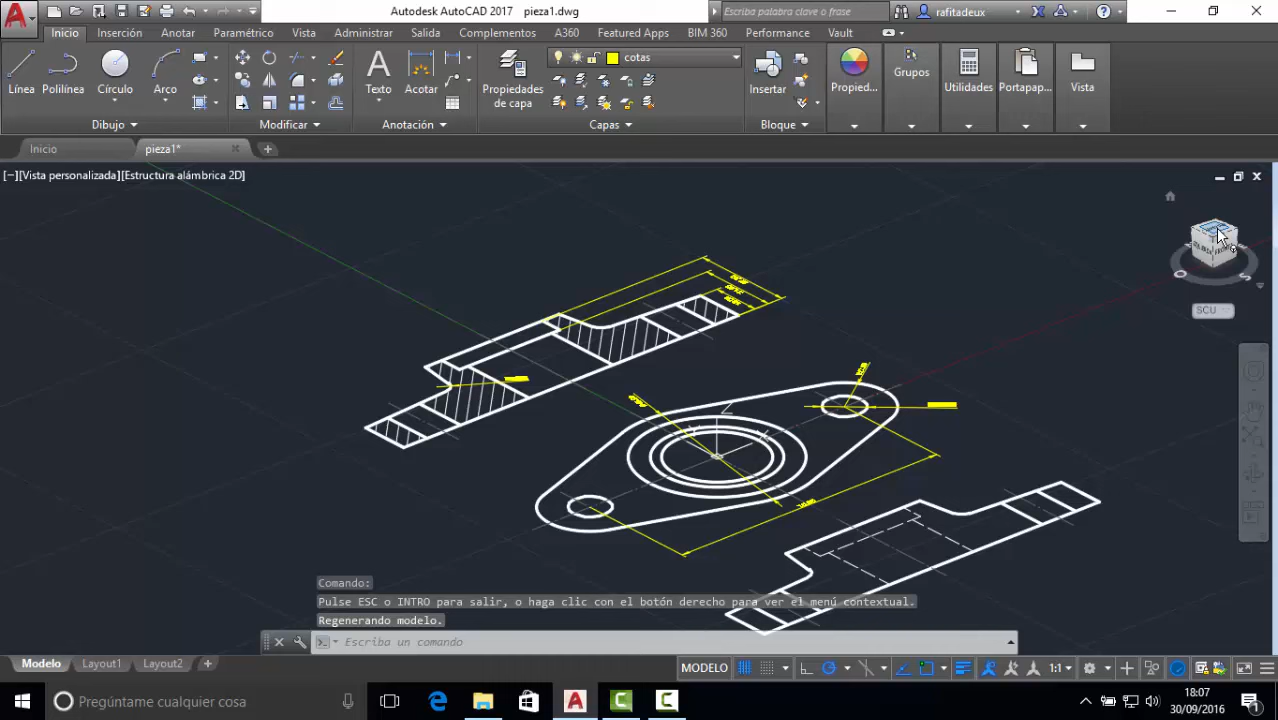 Autodesk AutoCAD 2017 pieza1.dwg
Escriba palabra clave o frase
rafitadeux
Inicio Inserción Anotar Paramétrico Vista Administrar Salida Complementos A360 Featured Apps BIM 360 Performance Vault
cotas
Línea Polilínea Círculo Arco
Texto Acotar
Propiedades de capa
Insertar
Propied...
Grupos
Utilidades
Portapap...
Vista
Dibujo Modificar Anotación Capas Bloque
Inicio pieza1*
[−][Vista personalizada][Estructura alámbrica 2D]
SCU
Z
X
Comando:
Pulse ESC o INTRO para salir, o haga clic con el botón derecho para ver el menú contextual.
Regenerando modelo.
Escriba un comando
Modelo Layout1 Layout2
MODELO
1:1
Pregúntame cualquier cosa
18:07
30/09/2016